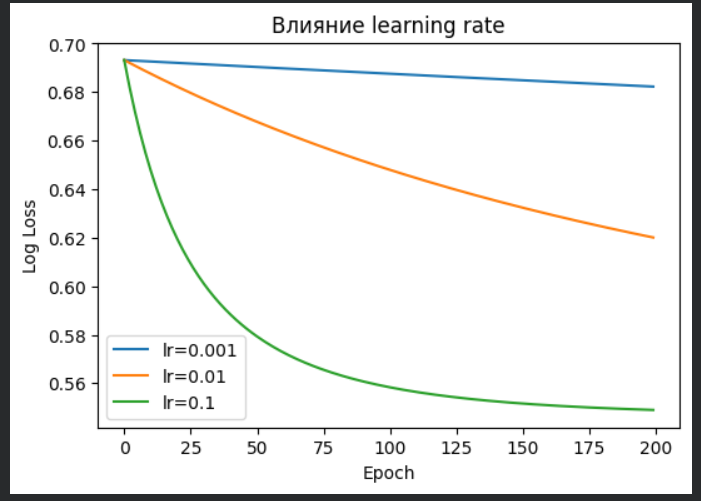 Влияние learning rate
0.70
0.68
0.66
0.64
0.62
0.60
0.58
0.56
Log Loss
lr=0.001
lr=0.01
lr=0.1
0 25 50 75 100 125 150 175 200
Epoch